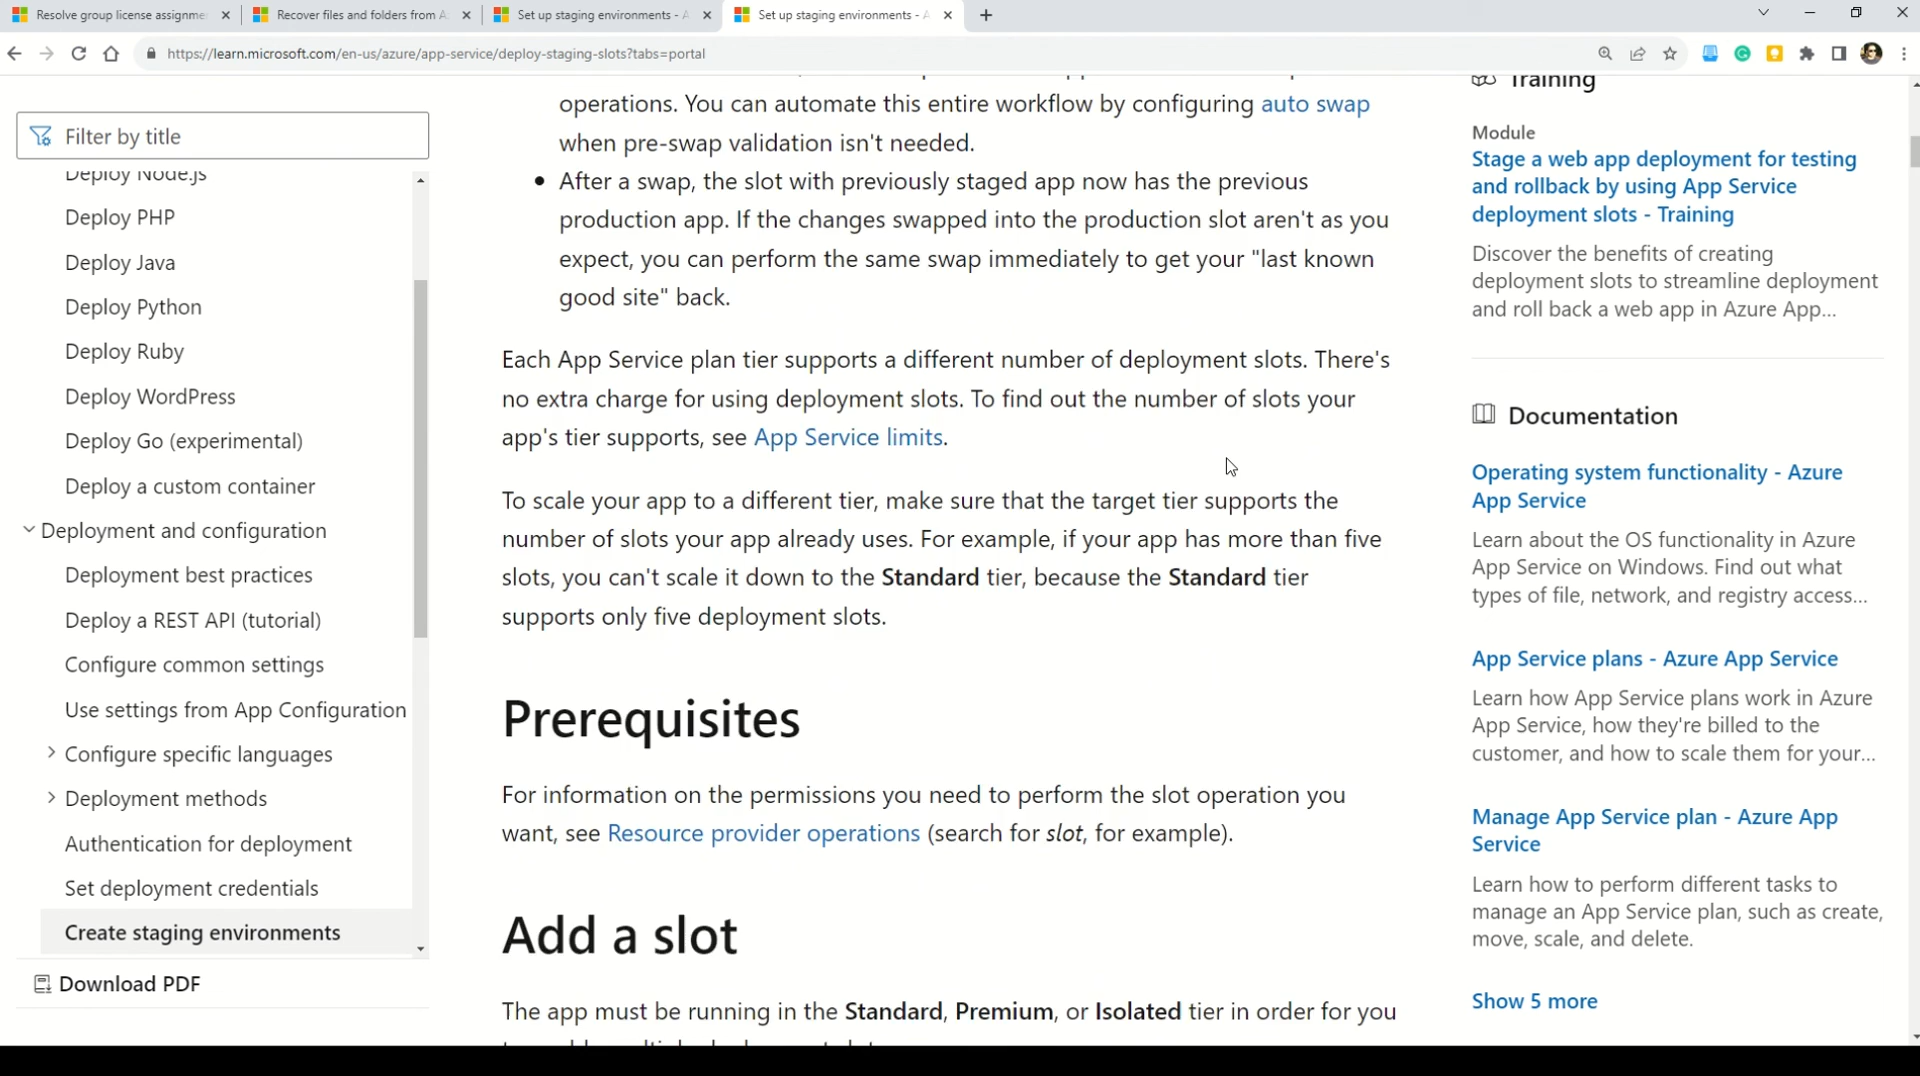 Resolve group license assignme
Recover files and folders from A
Set up staging environments - A
Set up staging environments - A
https://learn.microsoft.com/en-us/azure/app-service/deploy-staging-slots?tabs=portal
Filter by title
Deploy Node.js
Deploy PHP
Deploy Java
Deploy Python
Deploy Ruby
Deploy WordPress
Deploy Go (experimental)
Deploy a custom container
Deployment and configuration
Deployment best practices
Deploy a REST API (tutorial)
Configure common settings
Use settings from App Configuration
Configure specific languages
Deployment methods
Authentication for deployment
Set deployment credentials
Create staging environments
Download PDF
operations. You can automate this entire workflow by configuring auto swap
when pre-swap validation isn't needed.
• After a swap, the slot with previously staged app now has the previous
production app. If the changes swapped into the production slot aren't as you
expect, you can perform the same swap immediately to get your "last known
good site" back.
Each App Service plan tier supports a different number of deployment slots. There's
no extra charge for using deployment slots. To find out the number of slots your
app's tier supports, see App Service limits.
To scale your app to a different tier, make sure that the target tier supports the
number of slots your app already uses. For example, if your app has more than five
slots, you can't scale it down to the Standard tier, because the Standard tier
supports only five deployment slots.
Prerequisites
For information on the permissions you need to perform the slot operation you
want, see Resource provider operations (search for slot, for example).
Add a slot
The app must be running in the Standard, Premium, or Isolated tier in order for you
Training
Module
Stage a web app deployment for testing
and rollback by using App Service
deployment slots - Training
Discover the benefits of creating
deployment slots to streamline deployment
and roll back a web app in Azure App...
Documentation
Operating system functionality - Azure
App Service
Learn about the OS functionality in Azure
App Service on Windows. Find out what
types of file, network, and registry access...
App Service plans - Azure App Service
Learn how App Service plans work in Azure
App Service, how they're billed to the
customer, and how to scale them for your...
Manage App Service plan - Azure App
Service
Learn how to perform different tasks to
manage an App Service plan, such as create,
move, scale, and delete.
Show 5 more